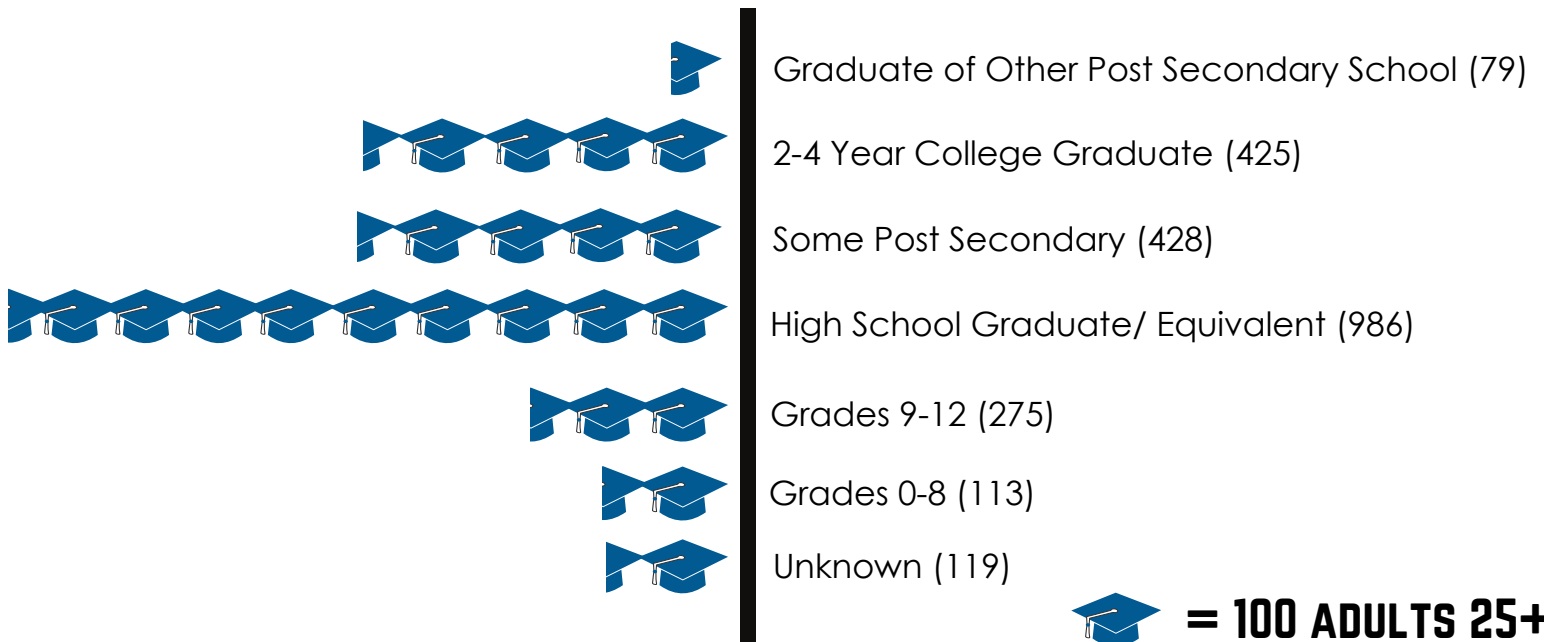 Graduate of Other Post Secondary School (79)
2-4 Year College Graduate (425)
Some Post Secondary (428)
High School Graduate/ Equivalent (986)
Grades 9-12 (275)
Grades 0-8 (113)
Unknown (119)
= 100 ADULTS 25+